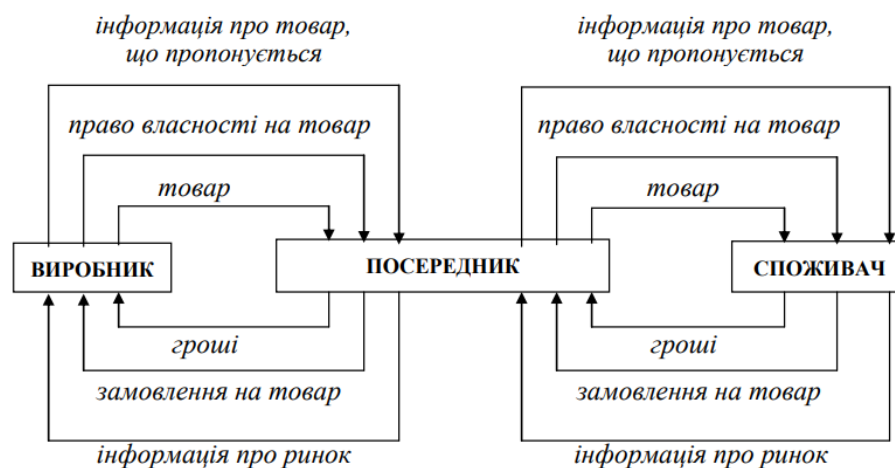 інформація про товар,
що пропонується
інформація про товар,
що пропонується
право власності на товар
право власності на товар
товар
товар
ВИРОБНИК
ПОСЕРЕДНИК
СПОЖИВАЧ
гроші
гроші
замовлення на товар
замовлення на товар
інформація про ринок
інформація про ринок